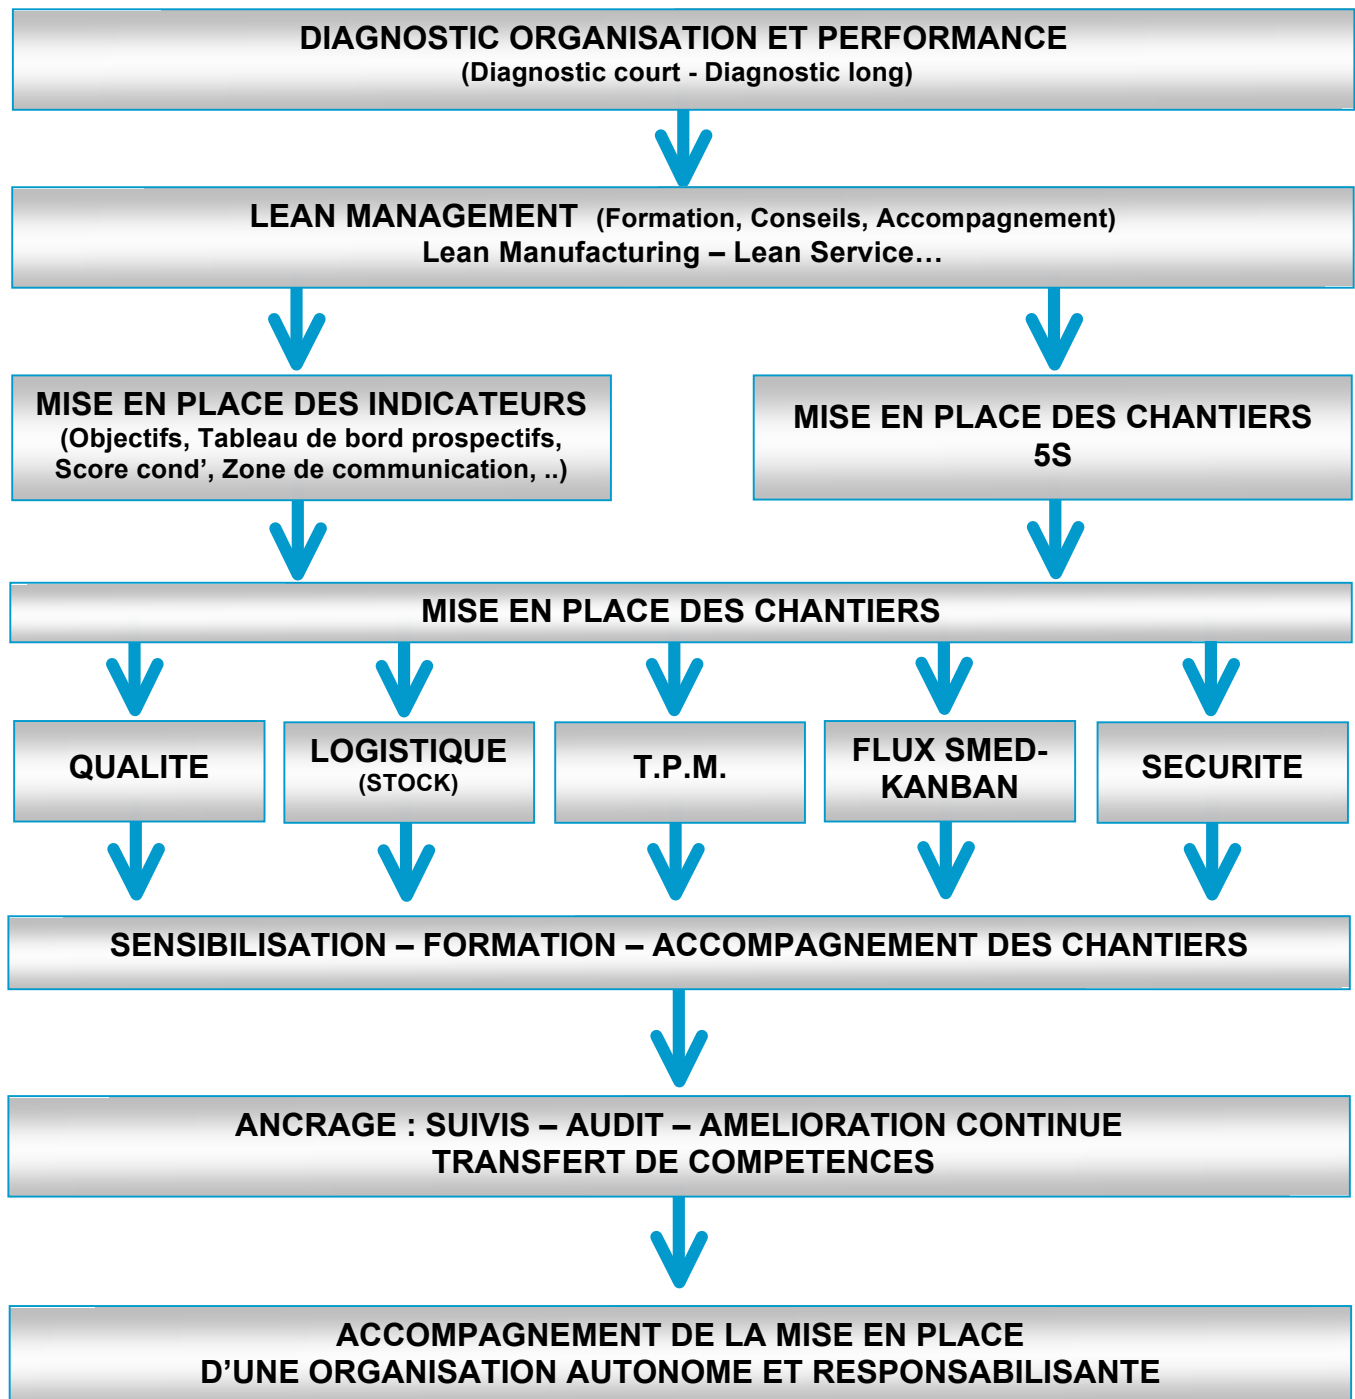 DIAGNOSTIC ORGANISATION ET PERFORMANCE
(Diagnostic court - Diagnostic long)
LEAN MANAGEMENT (Formation, Conseils, Accompagnement)
Lean Manufacturing – Lean Service…
MISE EN PLACE DES INDICATEURS
(Objectifs, Tableau de bord prospectifs,
Score cond’, Zone de communication, ..)
MISE EN PLACE DES CHANTIERS
5S
MISE EN PLACE DES CHANTIERS
QUALITE
LOGISTIQUE
(STOCK)
T.P.M.
FLUX SMED-
KANBAN
SECURITE
SENSIBILISATION – FORMATION – ACCOMPAGNEMENT DES CHANTIERS
ANCRAGE : SUIVIS – AUDIT – AMELIORATION CONTINUE
TRANSFERT DE COMPETENCES
ACCOMPAGNEMENT DE LA MISE EN PLACE
D’UNE ORGANISATION AUTONOME ET RESPONSABILISANTE